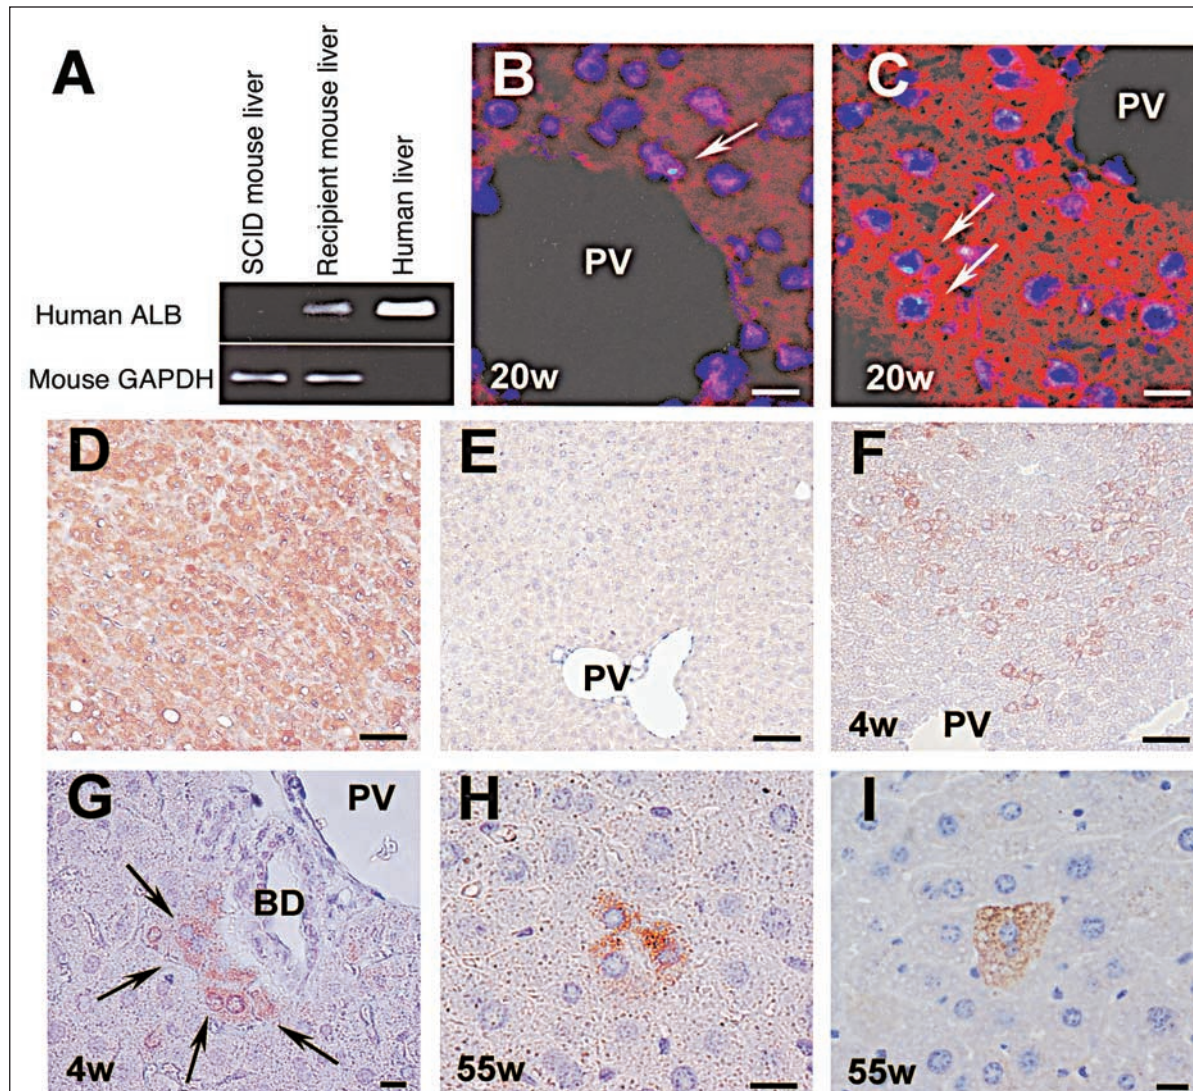 A
SCID mouse liver
Recipient mouse liver
Human liver
Human ALB
Mouse GAPDH
B
PV
20w
C
PV
20w
D
E
PV
F
4w
PV
G
PV
BD
4w
H
55w
I
55w